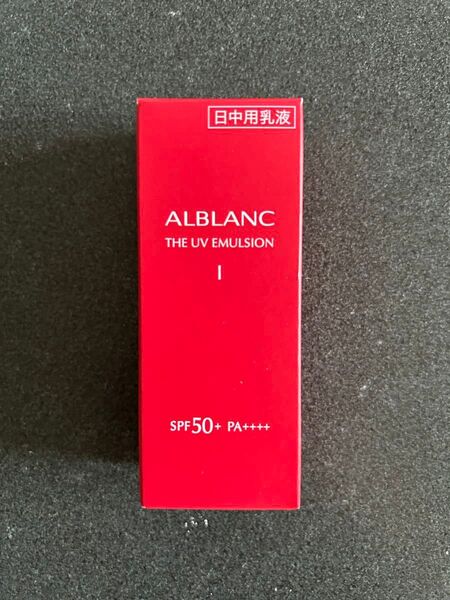 日中用乳液
ALBLANC
THE UV EMULSION
I
SPF50+ PA++++